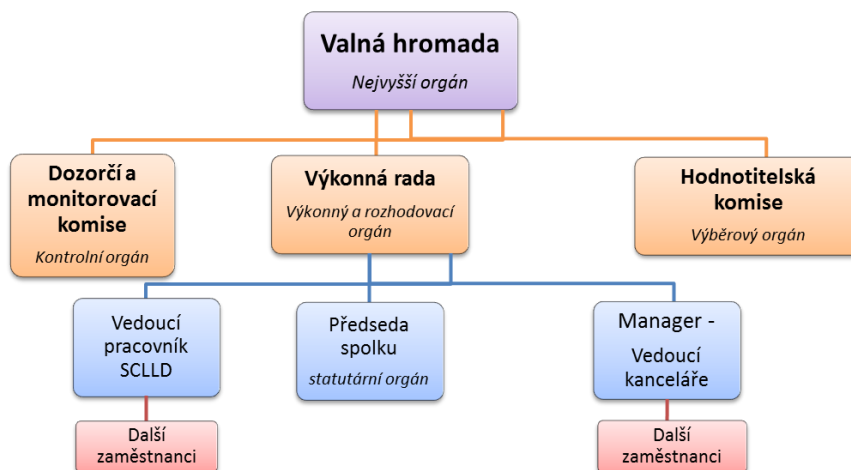 Valná hromada
Nejvyšší orgán
Dozorčí a
monitorovací
komise
Kontrolní orgán
Výkonná rada
Výkonný a rozhodovací
orgán
Hodnotitelská
komise
Výběrový orgán
Vedoucí
pracovník
SCLLD
Předseda
spolku
statutární orgán
Manager -
Vedoucí
kanceláře
Další
zaměstnanci
Další
zaměstnanci